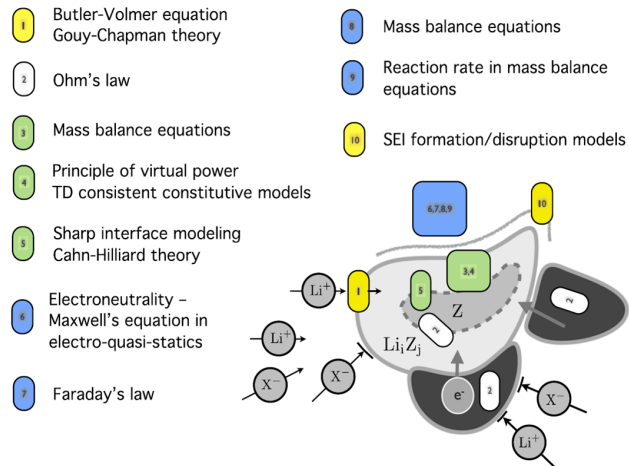 1
Butler-Volmer equation
Gouy-Chapman theory
2
Ohm's law
3
Mass balance equations
4
Principle of virtual power
TD consistent constitutive models
5
Sharp interface modeling
Cahn-Hilliard theory
6
Electroneutrality –
Maxwell's equation in
electro-quasi-statics
7
Faraday's law
8
Mass balance equations
9
Reaction rate in mass balance
equations
10
SEI formation/disruption models
6,7,8,9
10
3,4
Li⁺
1
5
Z
2
2
LiᵢZⱼ
Li⁺
X⁻
X⁻
e⁻
2
X⁻
Li⁺